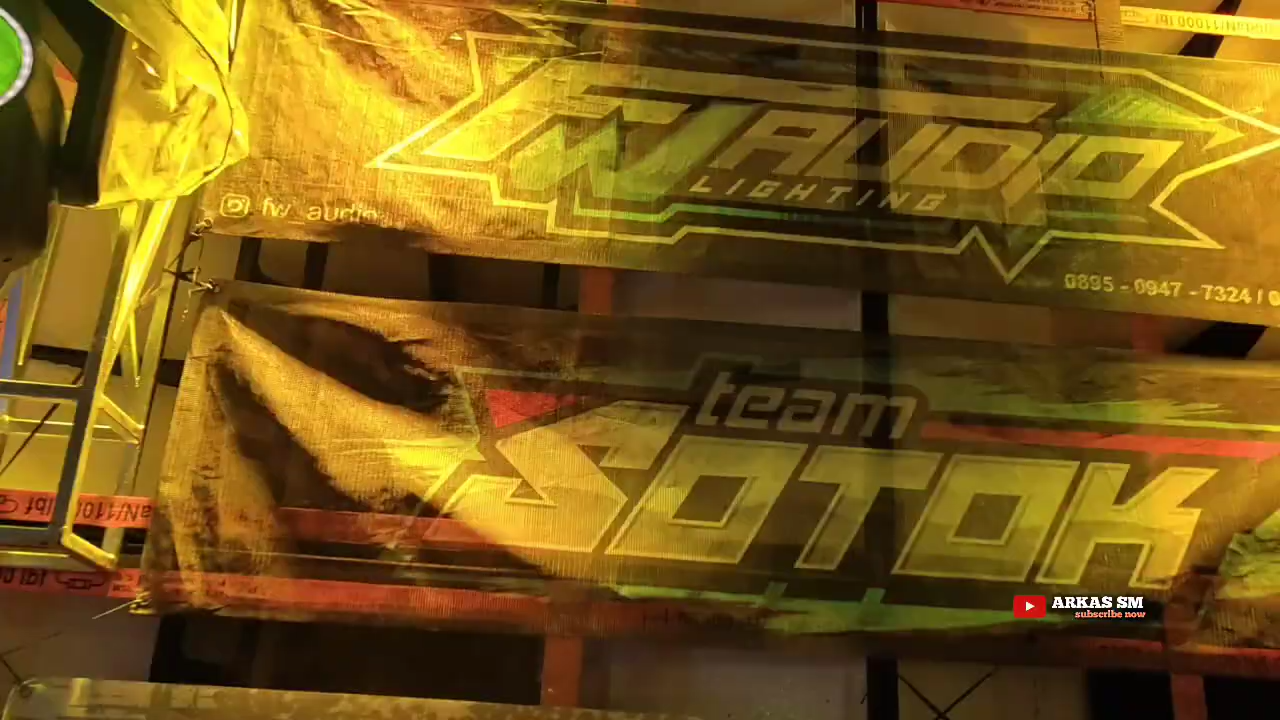 FW AUDIO
LIGHTING
fw_audio
0895 - 0947 - 7324 /
team
SOTOK
ARKAS SM
subscribe now